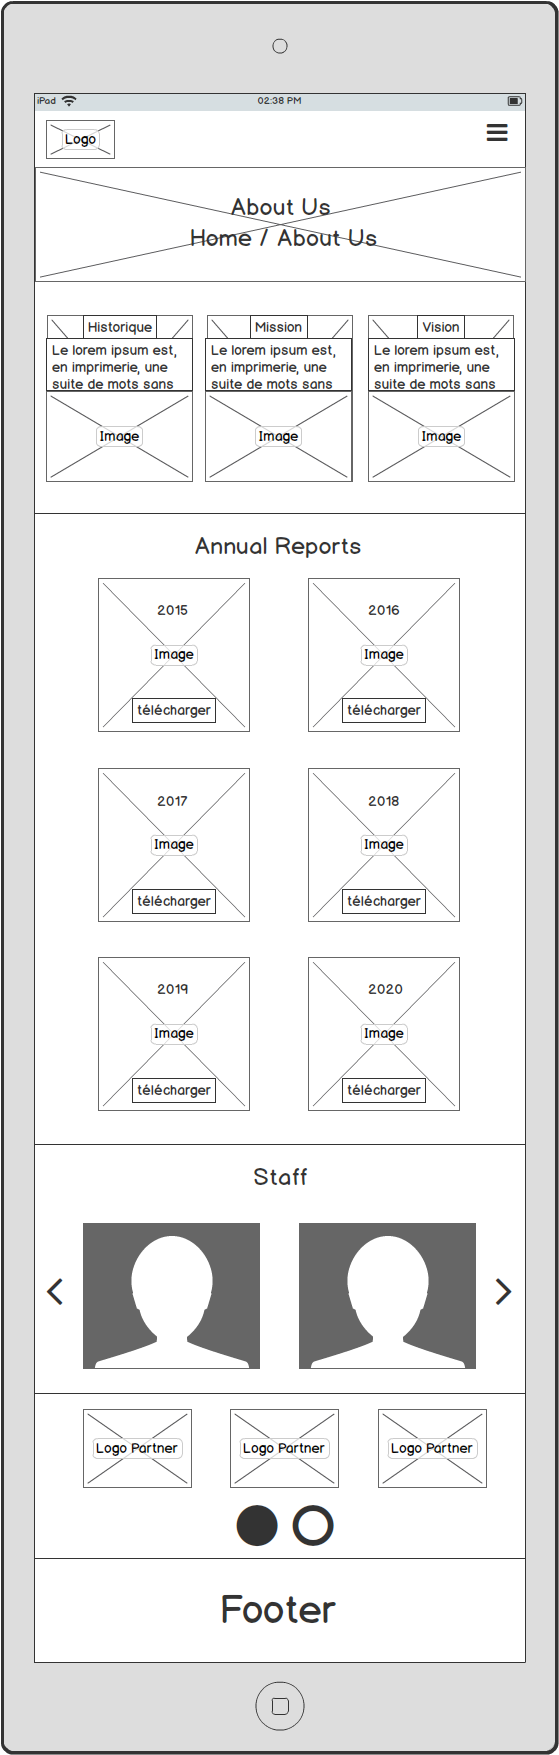 iPad 02:38 PM
Logo
About Us
Home / About Us
Historique
Le lorem ipsum est,
en imprimerie, une
suite de mots sans
Image
Mission
Le lorem ipsum est,
en imprimerie, une
suite de mots sans
Image
Vision
Le lorem ipsum est,
en imprimerie, une
suite de mots sans
Image
Annual Reports
2015
Image
télécharger
2016
Image
télécharger
2017
Image
télécharger
2018
Image
télécharger
2019
Image
télécharger
2020
Image
télécharger
Staff
Logo Partner
Logo Partner
Logo Partner
Footer